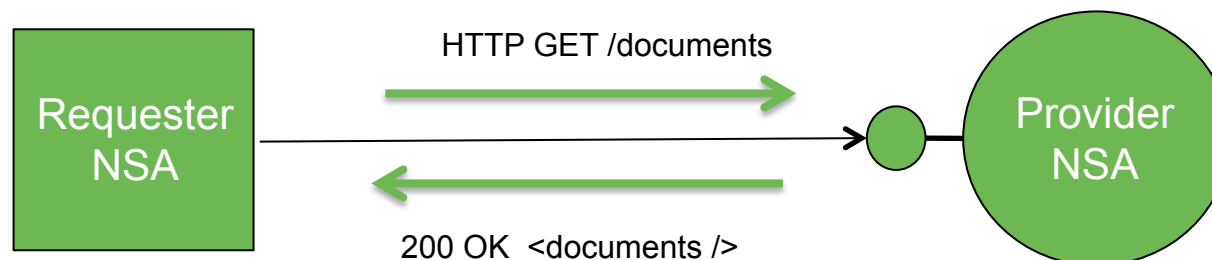 HTTP GET /documents
Requester
NSA
Provider
NSA
200 OK  <documents />